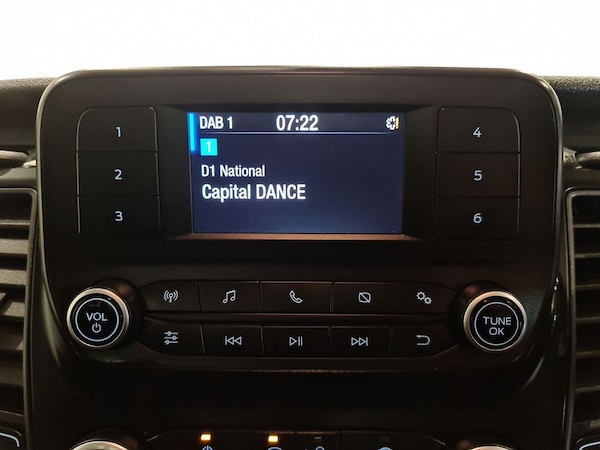 DAB 1 07:22
1
D1 National
Capital DANCE
1
2
3
4
5
6
VOL
TUNE
OK